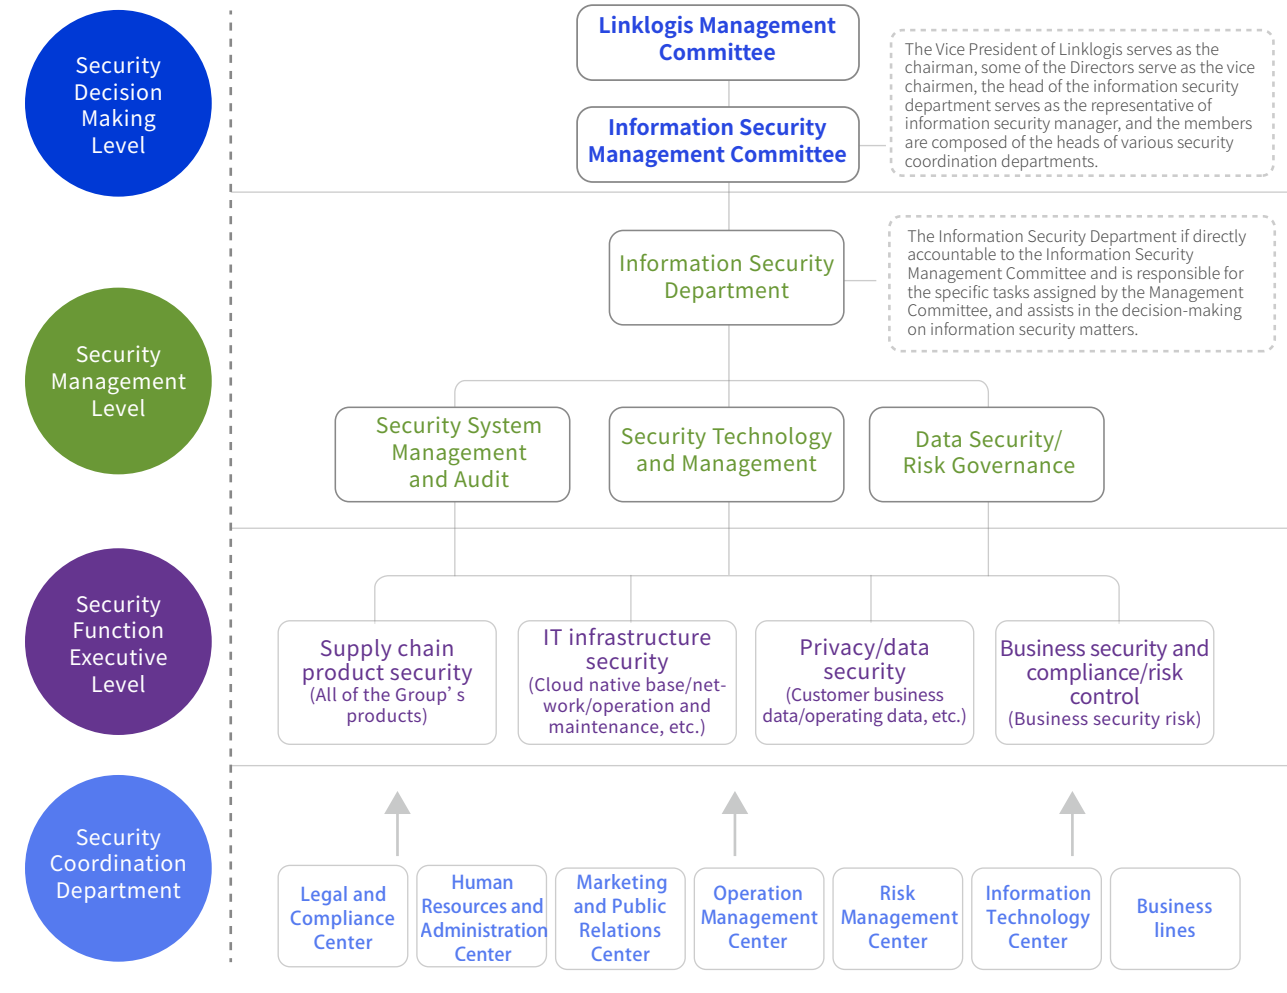 Security
Decision
Making
Level
Linklogis Management
Committee
Information Security
Management Committee
The Vice President of Linklogis serves as the
chairman, some of the Directors serve as the vice
chairmen, the head of the information security
department serves as the representative of
information security manager, and the members
are composed of the heads of various security
coordination departments.
Security
Management
Level
Information Security
Department
The Information Security Department if directly
accountable to the Information Security
Management Committee and is responsible for
the specific tasks assigned by the Management
Committee, and assists in the decision-making
on information security matters.
Security System
Management
and Audit
Security Technology
and Management
Data Security/
Risk Governance
Security
Function
Executive
Level
Supply chain
product security
(All of the Group’s
products)
IT infrastructure
security
(Cloud native base/net-
work/operation and
maintenance, etc.)
Privacy/data
security
(Customer business
data/operating data, etc.)
Business security and
compliance/risk
control
(Business security risk)
Security
Coordination
Department
Legal and
Compliance
Center
Human
Resources and
Administration
Center
Marketing
and Public
Relations
Center
Operation
Management
Center
Risk
Management
Center
Information
Technology
Center
Business
lines